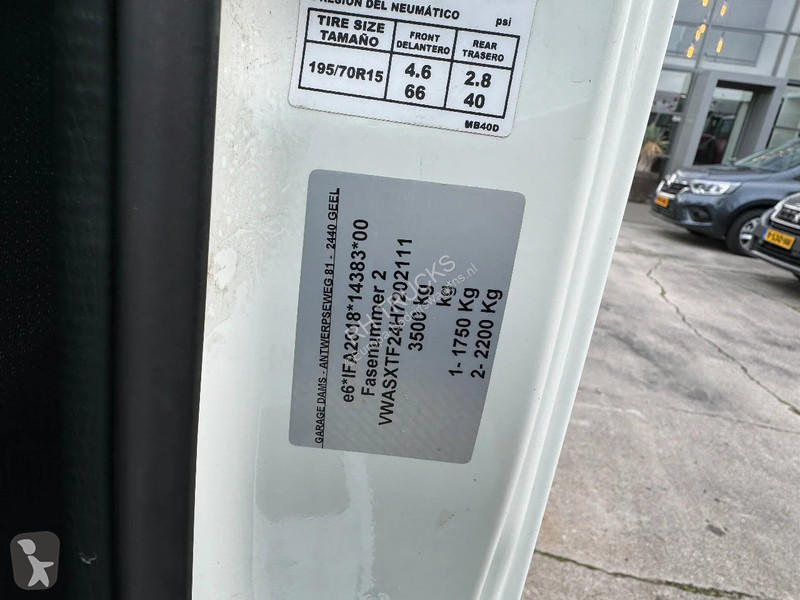 PRESIÓN DEL NEUMÁTICO psi
TIRE SIZE
TAMAÑO
FRONT
DELANTERO
REAR
TRASERO
195/70R15
4.6
66
2.8
40
MB40D
GARAGE DAMS - ANTWERPSEWEG 81 - 2440 GEEL
e6*IFA2018*14383*00
Fasenummer 2
VWASXTF24H7202111
3500 kg
kg
1- 1750 Kg
2- 2200 Kg
TRUCKS